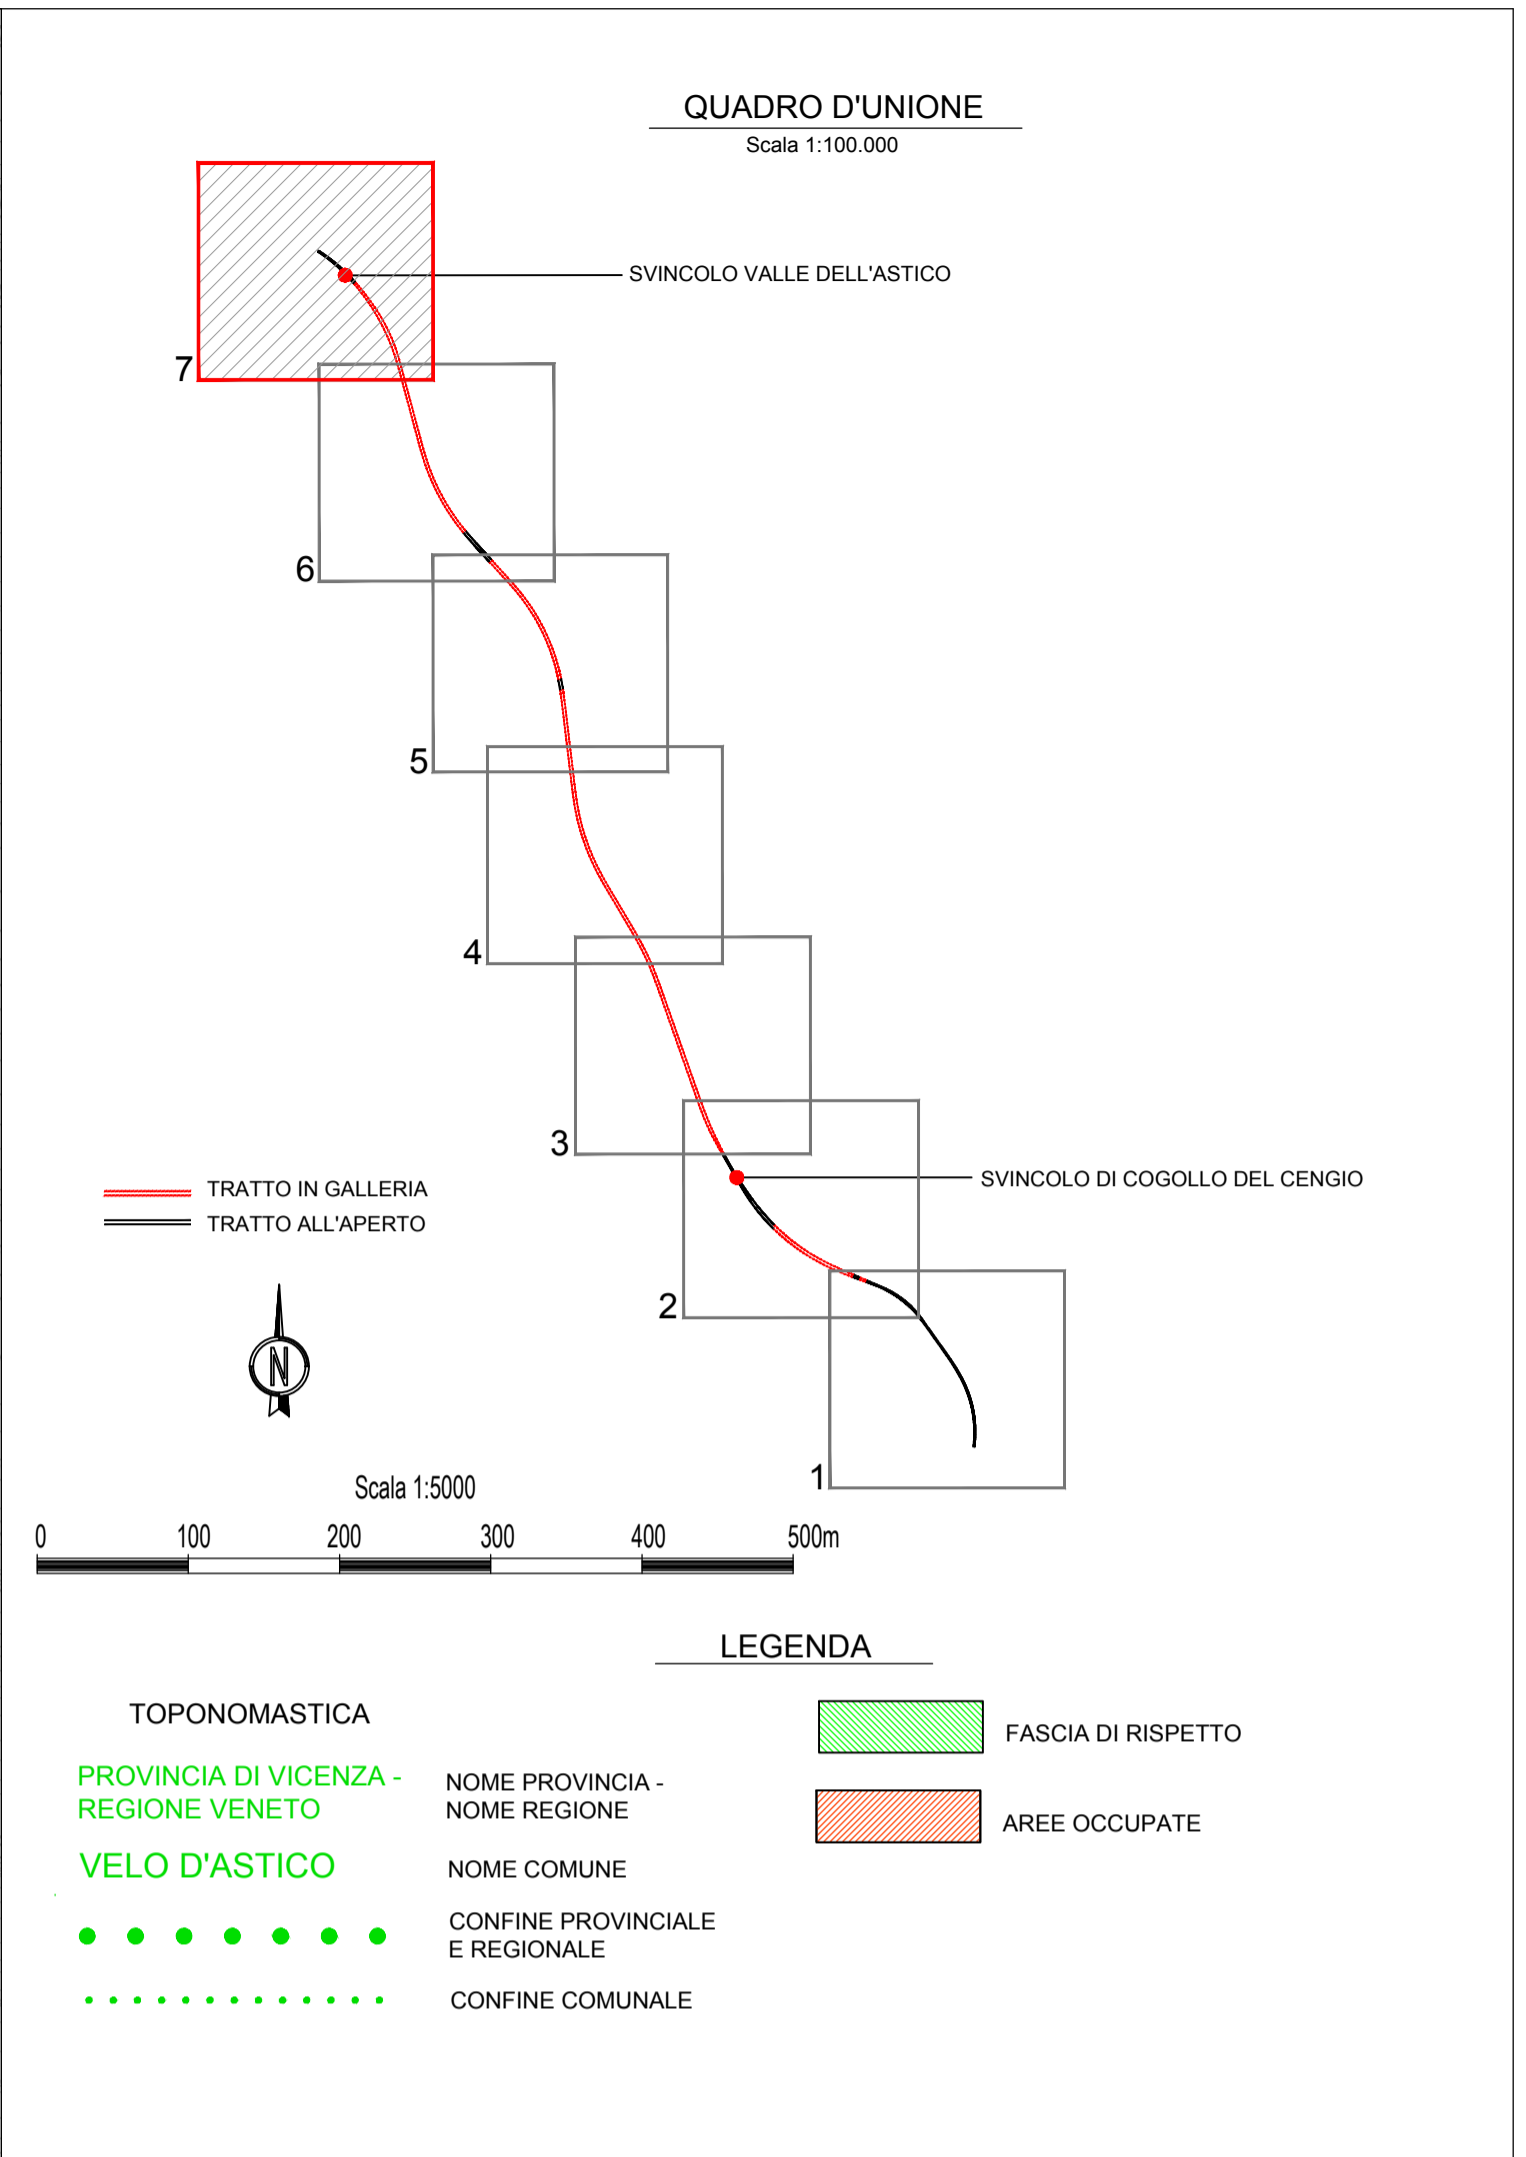 QUADRO D'UNIONE
Scala 1:100.000
SVINCOLO VALLE DELL'ASTICO
7
6
5
4
3
TRATTO IN GALLERIA
TRATTO ALL'APERTO
SVINCOLO DI COGOLLO DEL CENGIO
2
N
1
Scala 1:5000
0 100 200 300 400 500m
LEGENDA
TOPONOMASTICA
PROVINCIA DI VICENZA -
REGIONE VENETO
NOME PROVINCIA -
NOME REGIONE
VELO D'ASTICO
NOME COMUNE
CONFINE PROVINCIALE
E REGIONALE
CONFINE COMUNALE
FASCIA DI RISPETTO
AREE OCCUPATE